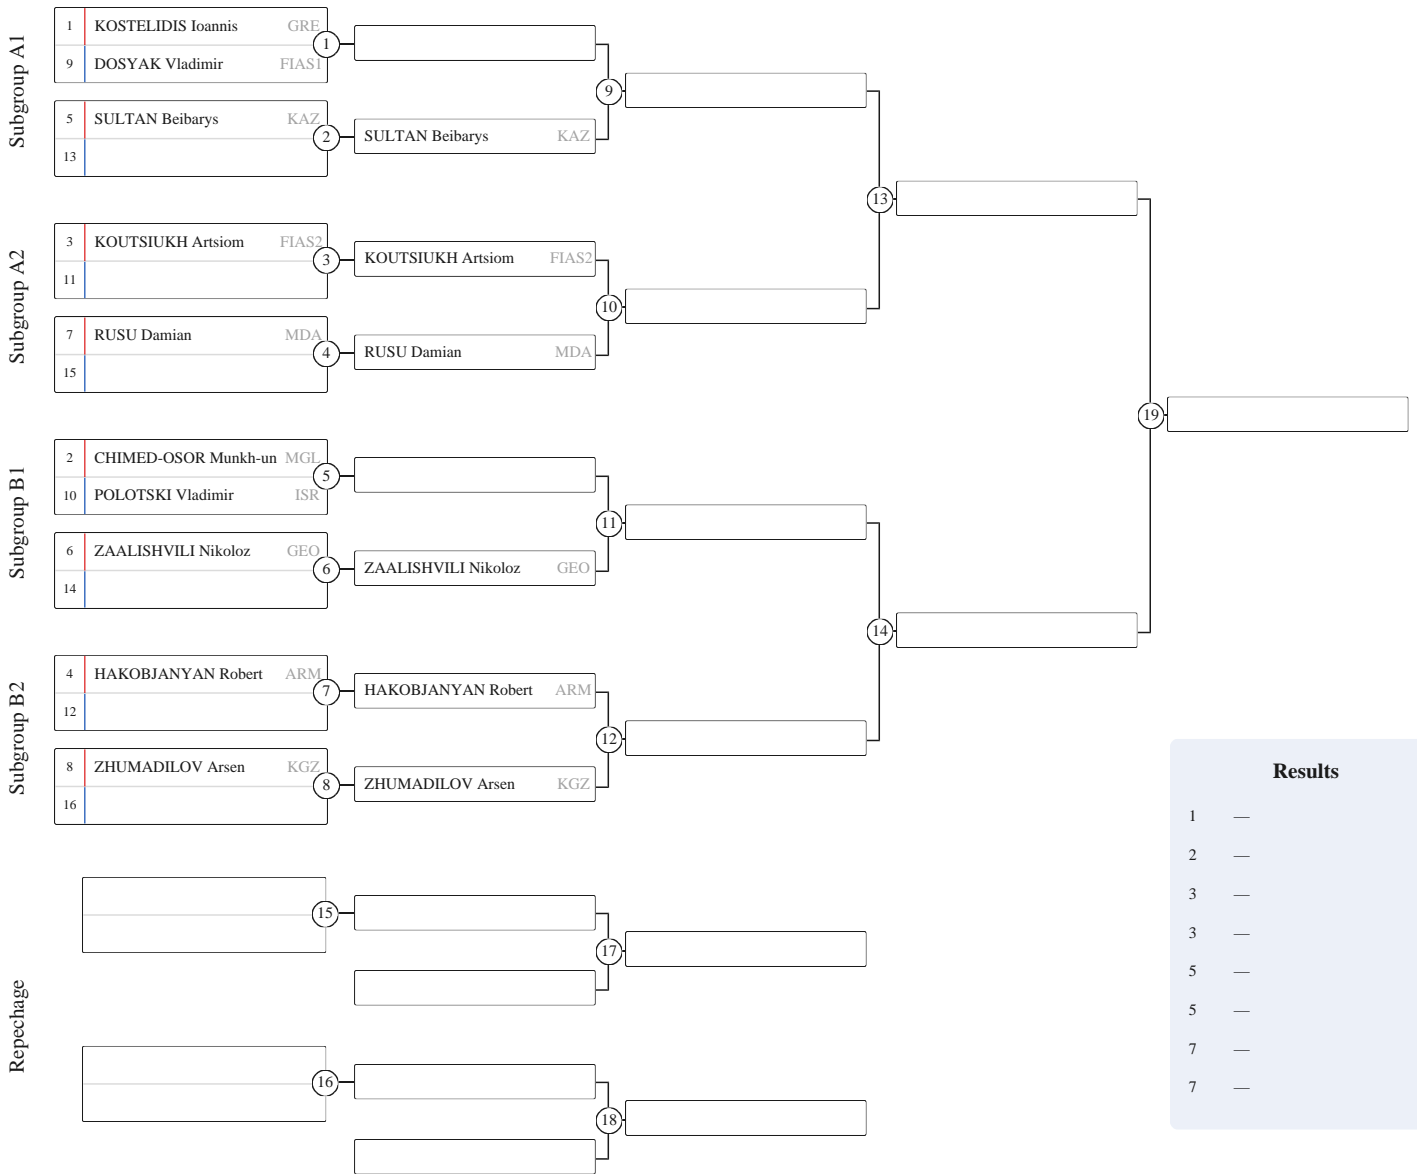 Subgroup A1
1 KOSTELIDIS Ioannis GRE
1
9 DOSYAK Vladimir FIAS1
9
5 SULTAN Beibarys KAZ
2
SULTAN Beibarys KAZ
13
13
Subgroup A2
3 KOUTSIUKH Artsiom FIAS2
3
KOUTSIUKH Artsiom FIAS2
11
10
7 RUSU Damian MDA
4
RUSU Damian MDA
15
19
Subgroup B1
2 CHIMED-OSOR Munkh-un MGL
5
10 POLOTSKI Vladimir ISR
11
6 ZAALISHVILI Nikoloz GEO
6
ZAALISHVILI Nikoloz GEO
14
14
Subgroup B2
4 HAKOBJANYAN Robert ARM
7
HAKOBJANYAN Robert ARM
12
12
8 ZHUMADILOV Arsen KGZ
8
ZHUMADILOV Arsen KGZ
16
Repechage
15
17
16
18
Results
1 —
2 —
3 —
3 —
5 —
5 —
7 —
7 —